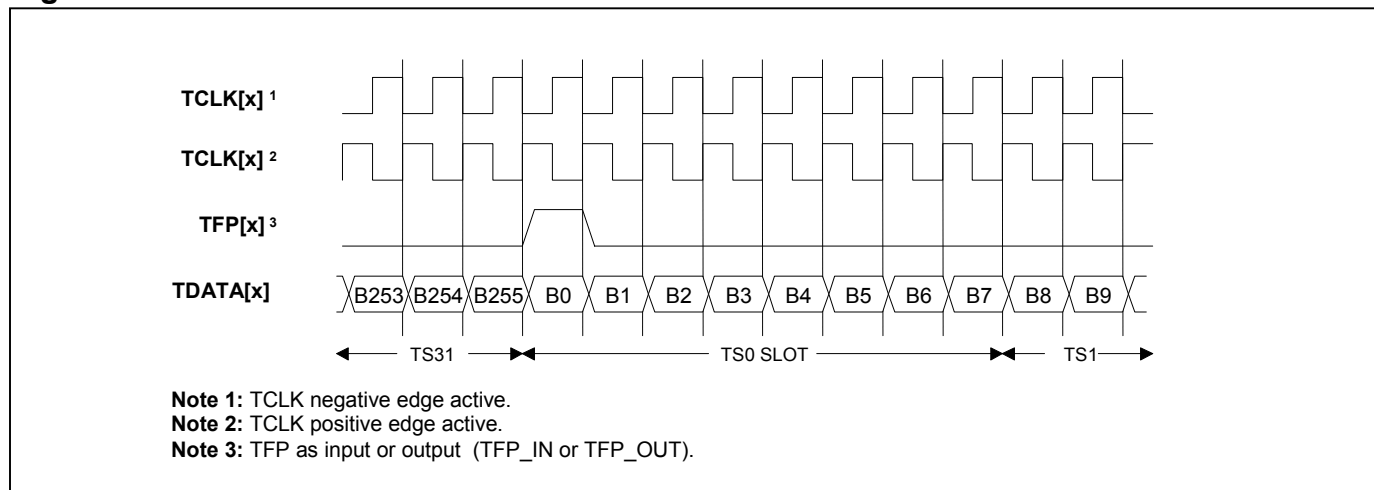 TCLK[x] 1
TCLK[x] 2
TFP[x] 3
TDATA[x] B253 B254 B255 B0 B1 B2 B3 B4 B5 B6 B7 B8 B9
TS31 TS0 SLOT TS1
Note 1: TCLK negative edge active.
Note 2: TCLK positive edge active.
Note 3: TFP as input or output (TFP_IN or TFP_OUT).